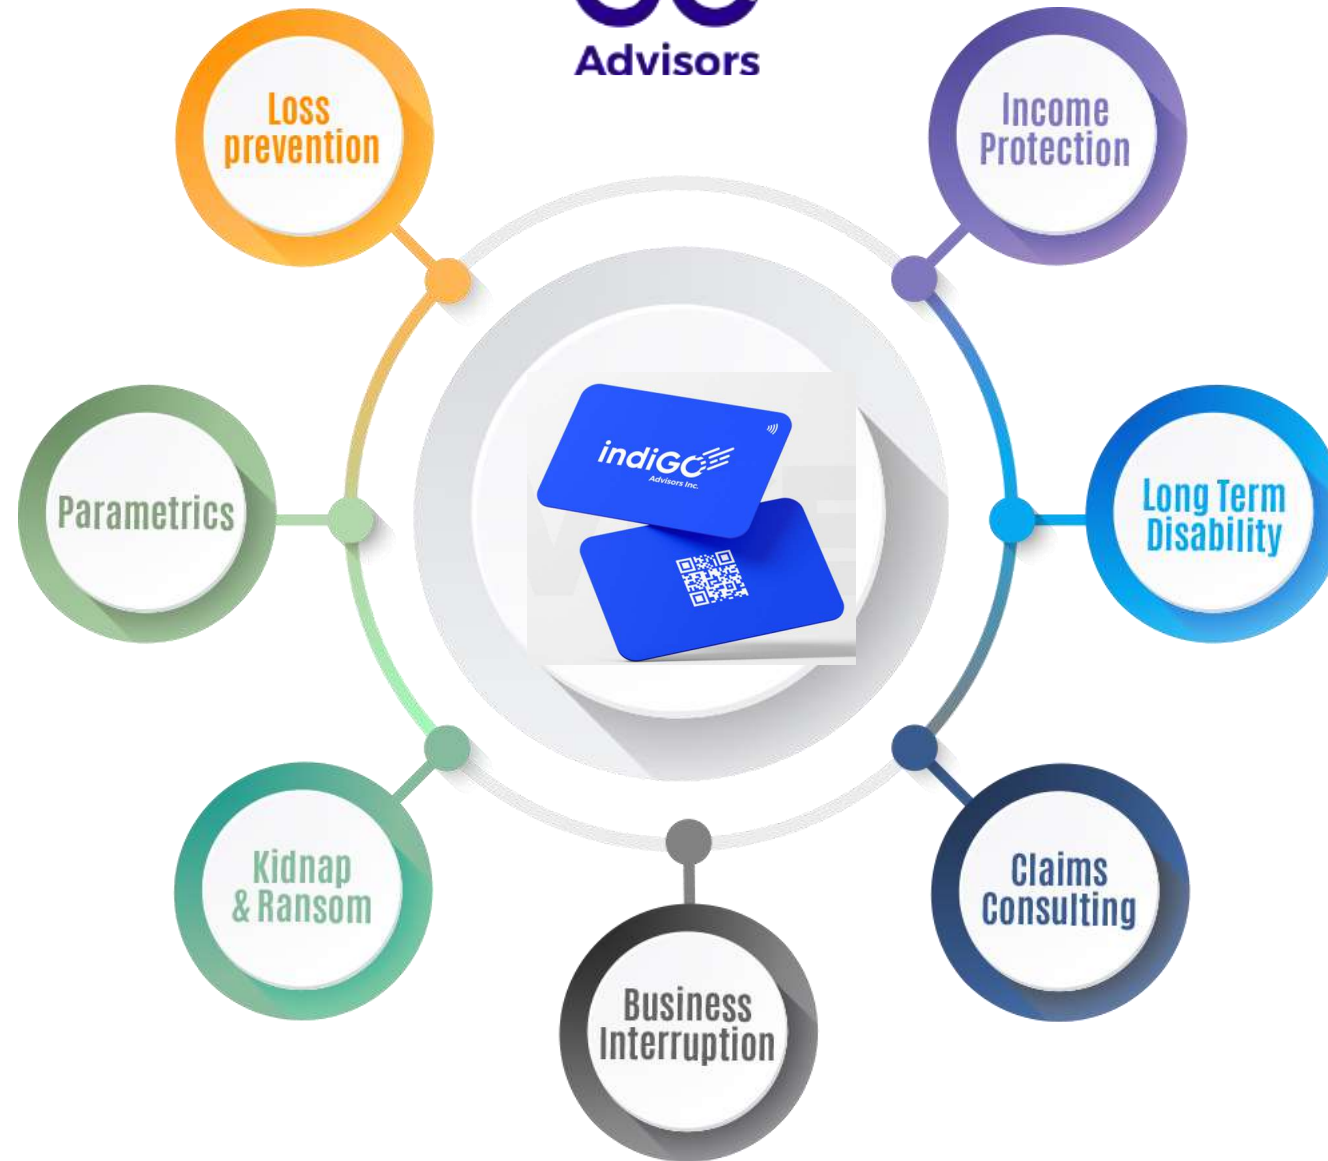 Advisors
Loss
prevention
Income
Protection
Parametrics
indiGO
Advisors Inc.
Long Term
Disability
Kidnap
& Ransom
Claims
Consulting
Business
Interruption